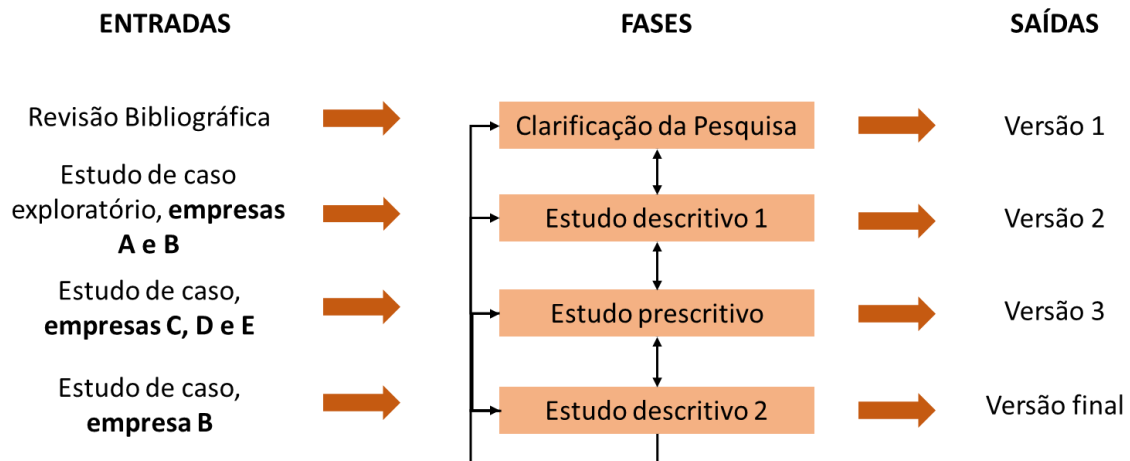 ENTRADAS FASES SAÍDAS
Revisão Bibliográfica
Clarificação da Pesquisa
Versão 1
Estudo de caso
exploratório, empresas
A e B
Estudo descritivo 1
Versão 2
Estudo de caso,
empresas C, D e E
Estudo prescritivo
Versão 3
Estudo de caso,
empresa B
Estudo descritivo 2
Versão final